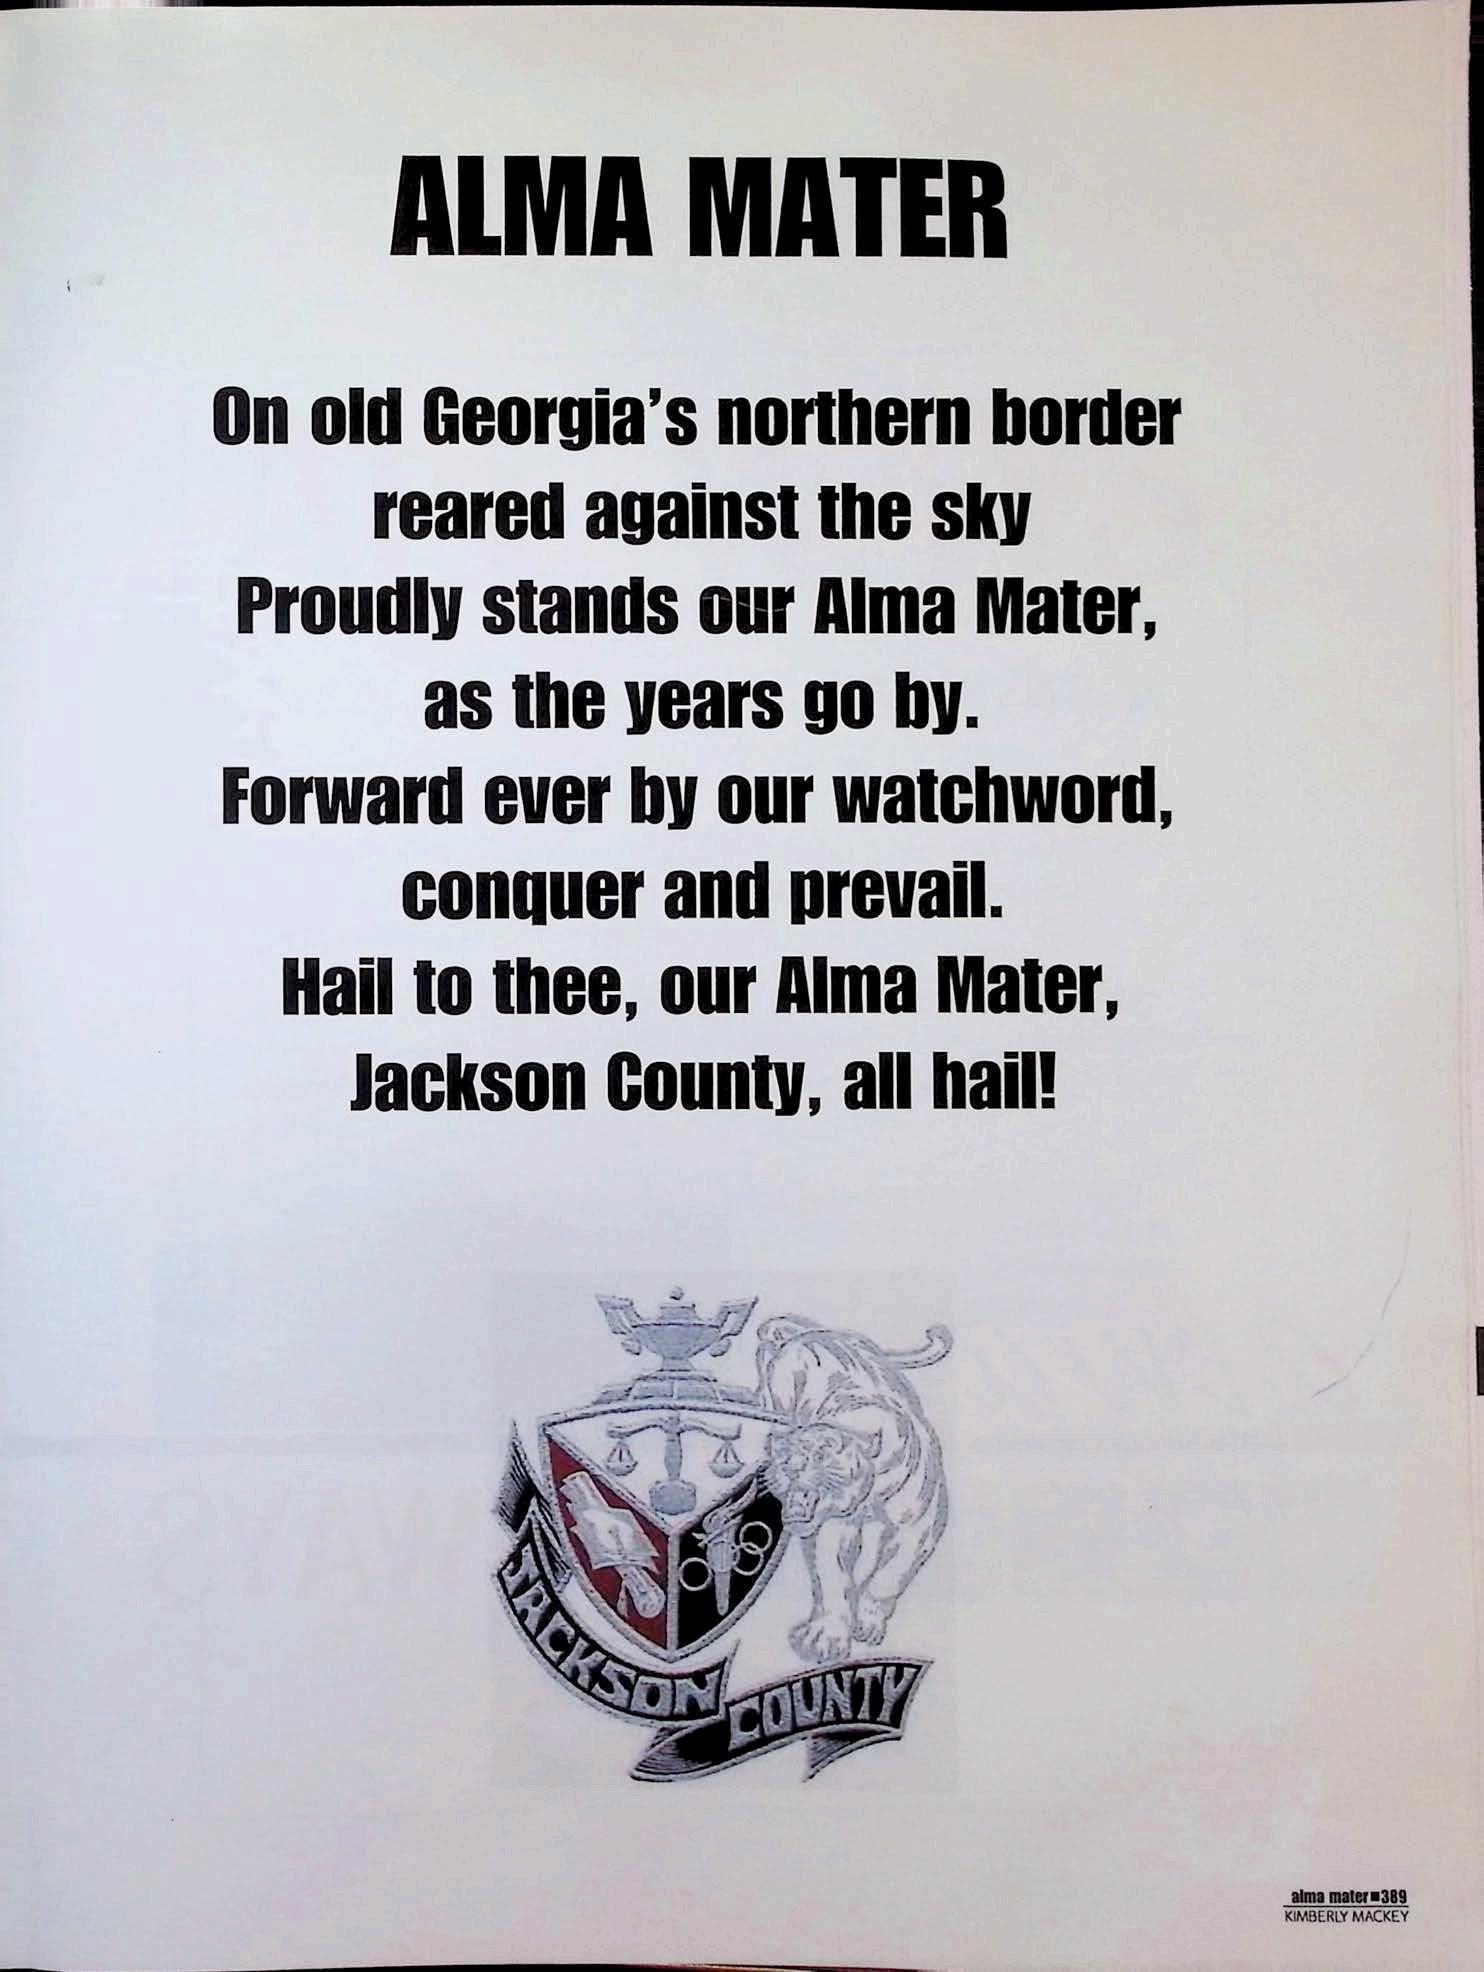 ALMA MATER
On old Georgia's northern border
reared against the sky
Proudly stands our Alma Mater,
as the years go by.
Forward ever by our watchword,
conquer and prevail.
Hail to thee, our Alma Mater,
Jackson County, all hail!
JACKSON COUNTY
alma mater■389
KIMBERLY MACKEY